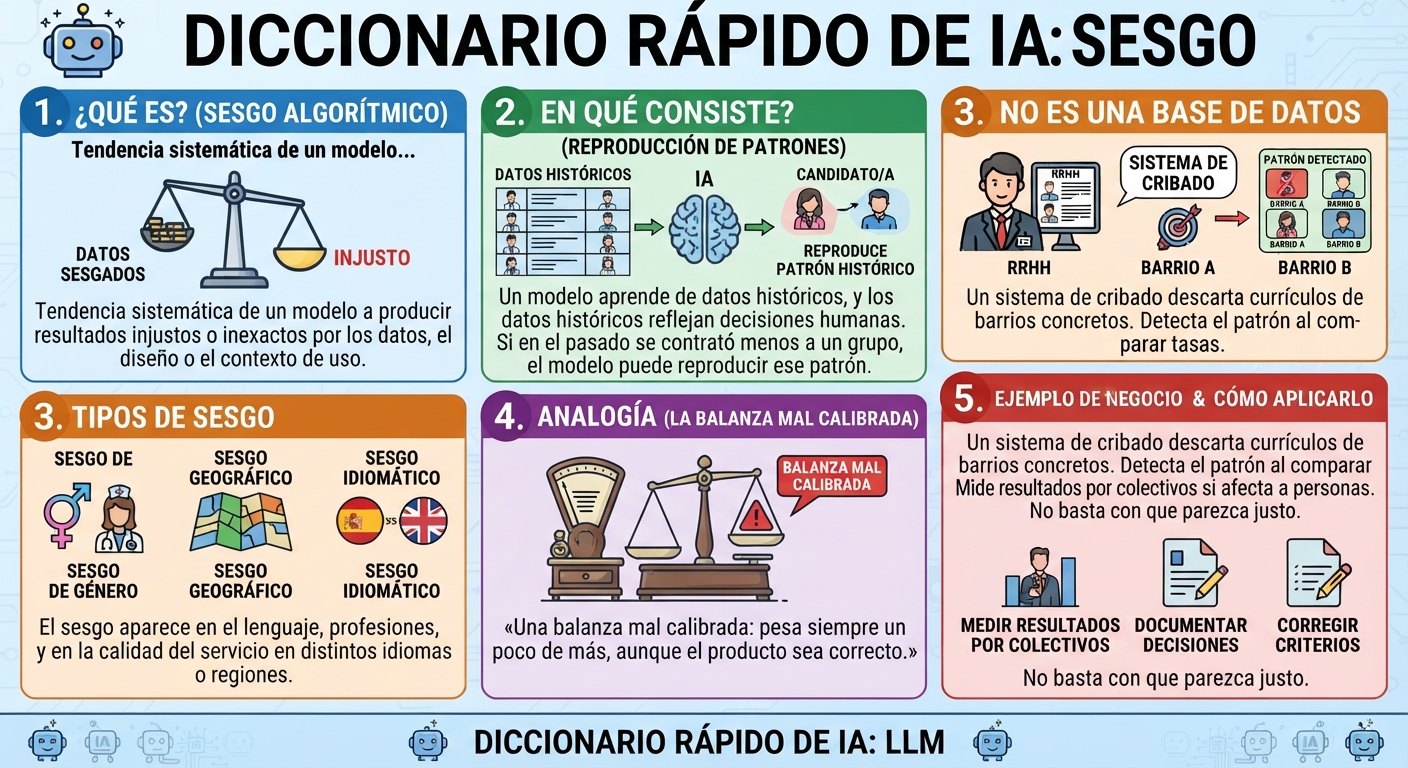 DICCIONARIO RÁPIDO DE IA: SESGO
1. ¿QUÉ ES? (SESGO ALGORÍTMICO)
Tendencia sistemática de un modelo...
DATOS
SESGADOS
INJUSTO
Tendencia sistemática de un modelo a producir
resultados injustos o inexactos por los datos, el
diseño o el contexto de uso.
2. EN QUÉ CONSISTE?
(REPRODUCCIÓN DE PATRONES)
DATOS HISTÓRICOS
IA
CANDIDATO/A
REPRODUCE
PATRÓN HISTÓRICO
Un modelo aprende de datos históricos, y los
datos históricos reflejan decisiones humanas.
Si en el pasado se contrató menos a un grupo,
el modelo puede reproducir ese patrón.
3. NO ES UNA BASE DE DATOS
RRHH
SISTEMA DE
CRIBADO
PATRÓN DETECTADO
RRHH
BARRIO A
BARRIO B
Un sistema de cribado descarta currículos de
barrios concretos. Detecta el patrón al com-
parar tasas.
3. TIPOS DE SESGO
SESGO DE
SESGO
GEOGRÁFICO
SESGO
IDIOMÁTICO
vs
SESGO
DE GÉNERO
SESGO
GEOGRÁFICO
SESGO
IDIOMÁTICO
El sesgo aparece en el lenguaje, profesiones,
y en la calidad del servicio en distintos idiomas
o regiones.
4. ANALOGÍA (LA BALANZA MAL CALIBRADA)
BALANZA MAL
CALIBRADA
«Una balanza mal calibrada: pesa siempre un
poco de más, aunque el producto sea correcto.»
5. EJEMPLO DE NEGOCIO & CÓMO APLICARLO
Un sistema de cribado descarta currículos de
barrios concretos. Detecta el patrón al comparar
Mide resultados por colectivos si afecta a personas.
No basta con que parezca justo.
MEDIR RESULTADOS
POR COLECTIVOS
DOCUMENTAR
DECISIONES
CORREGIR
CRITERIOS
No basta con que parezca justo.
IA
DICCIONARIO RÁPIDO DE IA: LLM
IA